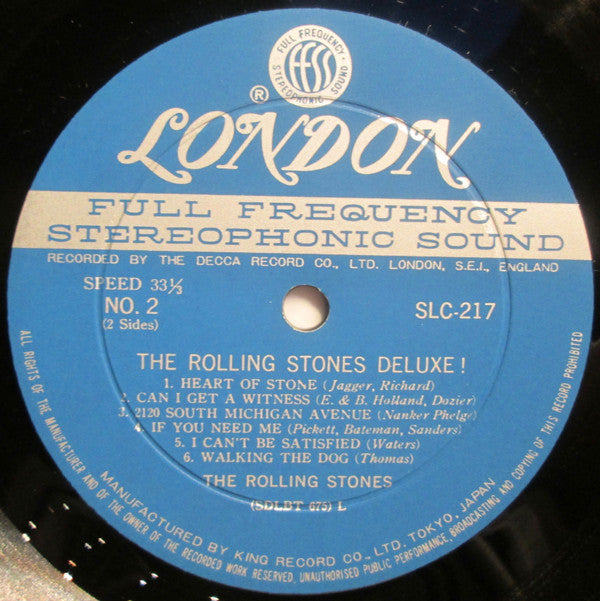 FULL FREQUENCY · STEREOPHONIC SOUND ·
FFSS
®
LONDON
FULL FREQUENCY
STEREOPHONIC SOUND
RECORDED BY THE DECCA RECORD CO., LTD. LONDON, S.E.I., ENGLAND
SPEED 33⅓
NO. 2
(2 Sides)
SLC-217
THE ROLLING STONES DELUXE!
1. HEART OF STONE (Jagger, Richard)
2. CAN I GET A WITNESS (E. & B. Holland, Dozier)
3. 2120 SOUTH MICHIGAN AVENUE (Nanker Phelge)
4. IF YOU NEED ME (Pickett, Bateman, Sanders)
5. I CAN'T BE SATISFIED (Waters)
6. WALKING THE DOG (Thomas)
THE ROLLING STONES
(SDLBT 675) L
MANUFACTURED BY KING RECORD CO., LTD. TOKYO, JAPAN
ALL RIGHTS OF THE MANUFACTURER AND OF THE OWNER OF THE RECORDED WORK RESERVED. UNAUTHORISED PUBLIC PERFORMANCE, BROADCASTING AND COPYING OF THIS RECORD PROHIBITED